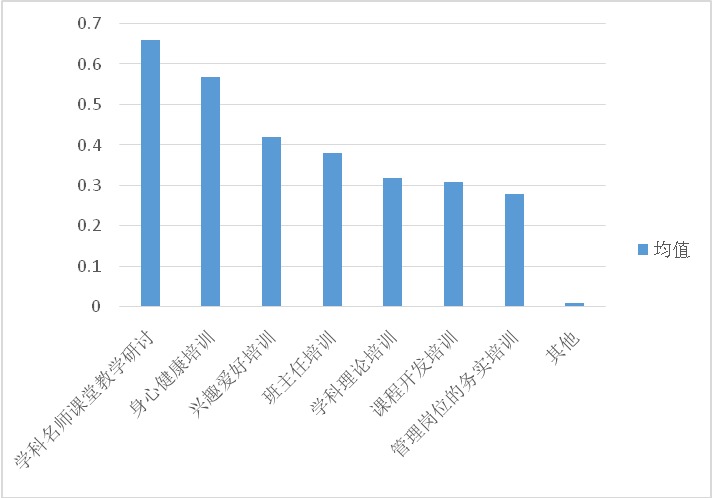 0.7
0.6
0.5
0.4
0.3
0.2
0.1
0
学科名师课堂教学研讨
身心健康培训
兴趣爱好培训
班主任培训
学科理论培训
课程开发培训
管理岗位的务实培训
其他
均值